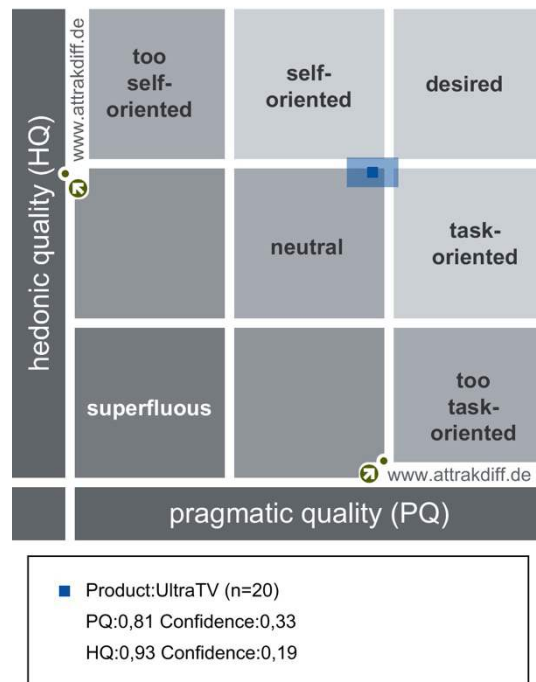 hedonic quality (HQ)
www.attrakdiff.de
too
self-
oriented
self-
oriented
desired
neutral
task-
oriented
superfluous
too
task-
oriented
www.attrakdiff.de
pragmatic quality (PQ)
Product:UltraTV (n=20)
PQ:0,81 Confidence:0,33
HQ:0,93 Confidence:0,19